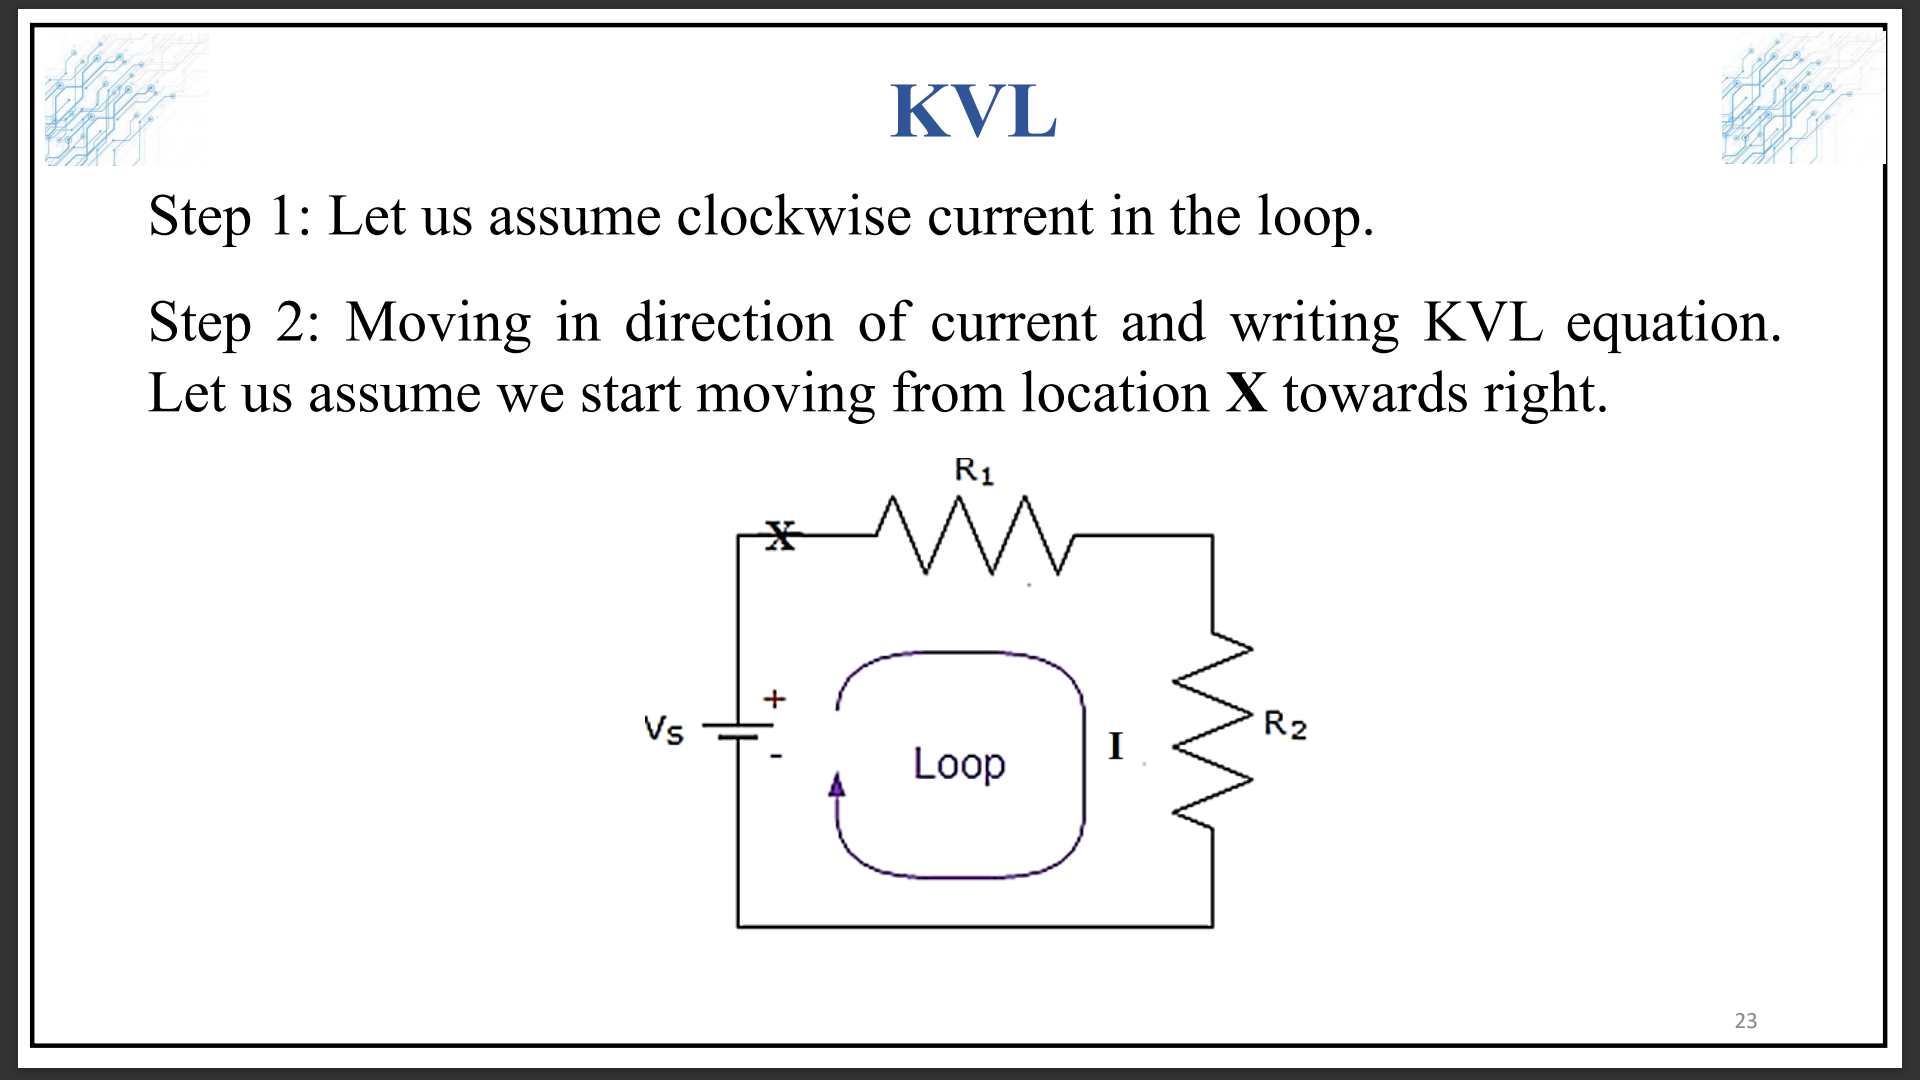 KVL
Step 1: Let us assume clockwise current in the loop.
Step 2: Moving in direction of current and writing KVL equation.
Let us assume we start moving from location X towards right.
R1
X
+
Vs
-
Loop
I
R2
23